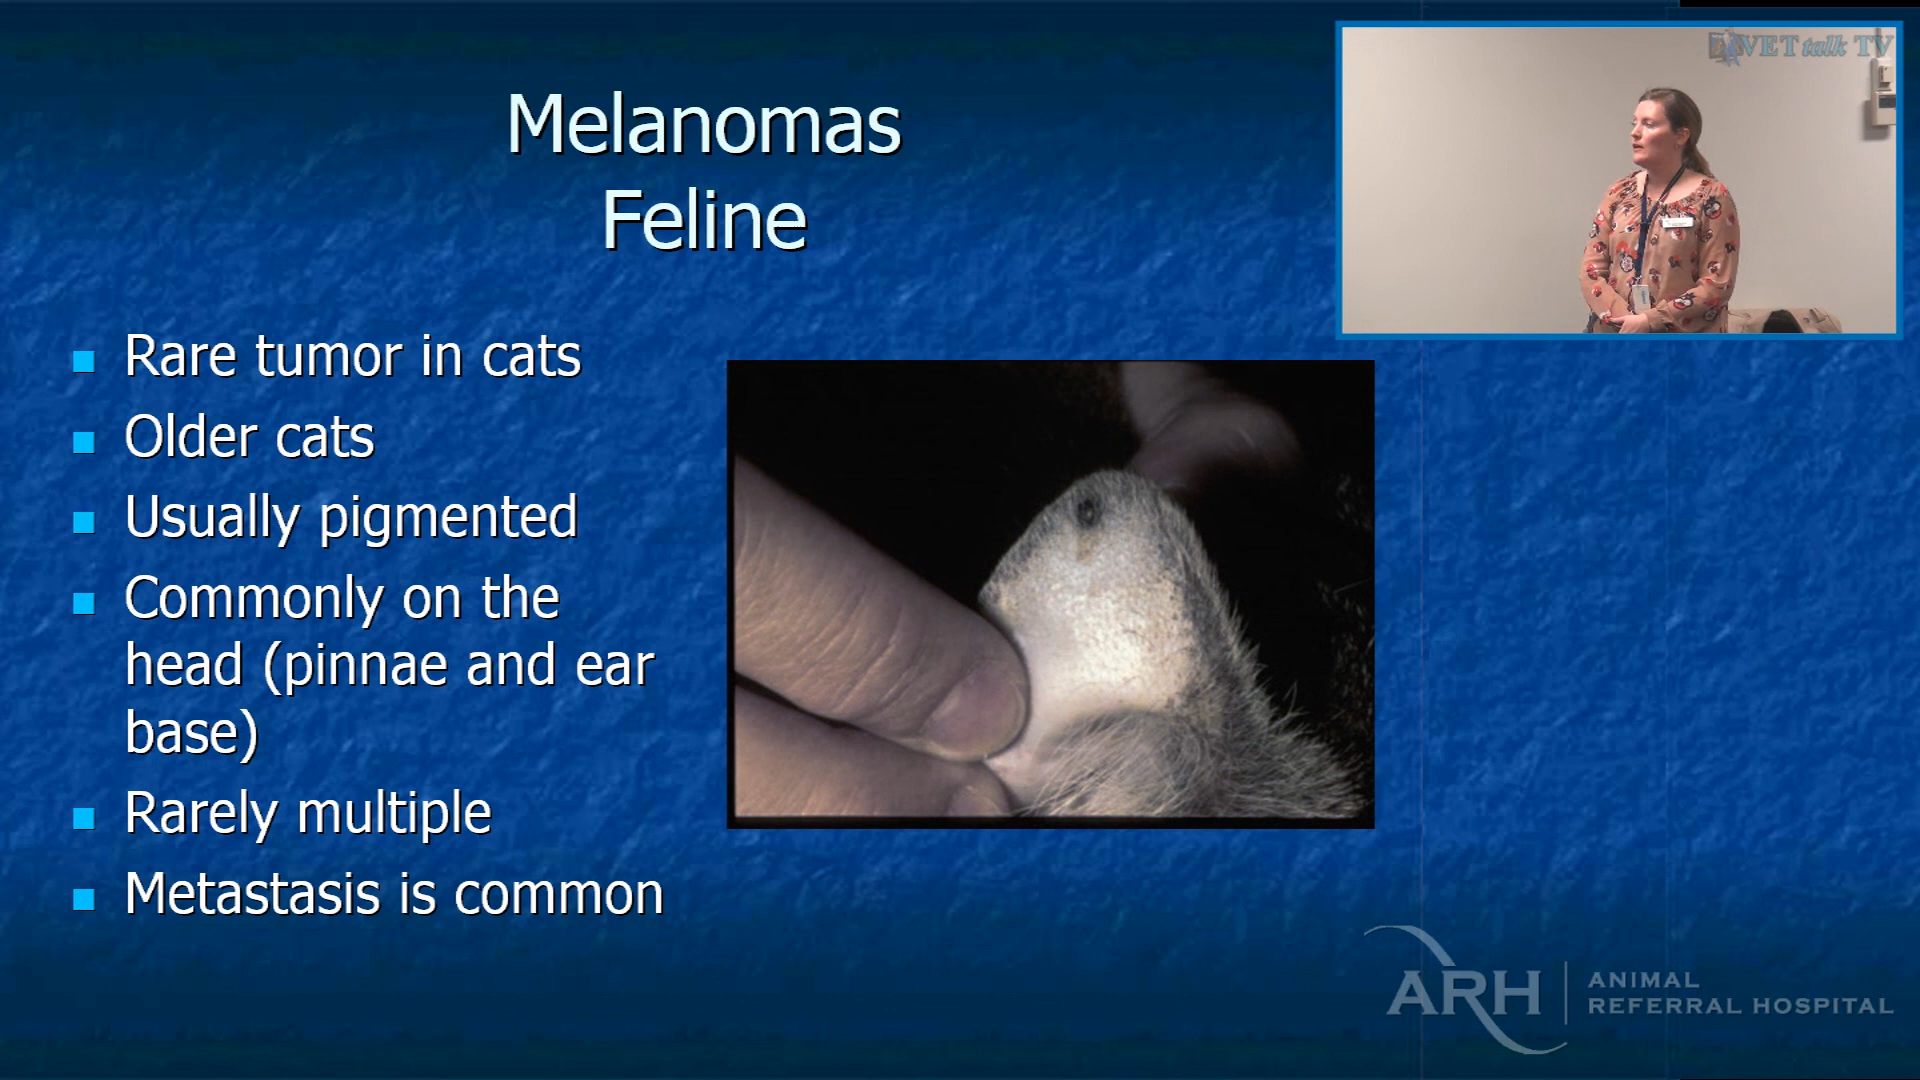 VET talk TV
Melanomas
Feline
Rare tumor in cats
Older cats
Usually pigmented
Commonly on the
head (pinnae and ear
base)
Rarely multiple
Metastasis is common
ARH
ANIMAL
REFERRAL HOSPITAL